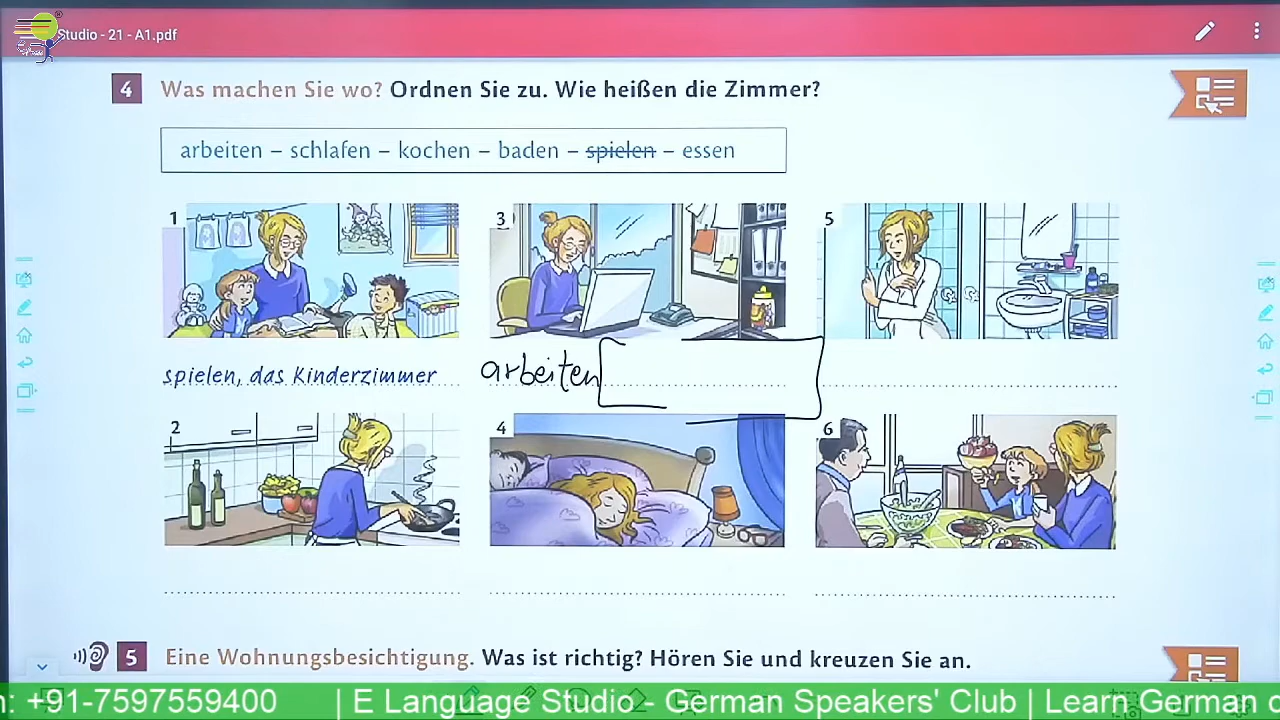 Studio - 21 - A1.pdf
4 Was machen Sie wo? Ordnen Sie zu. Wie heißen die Zimmer?
arbeiten – schlafen – kochen – baden – spielen – essen
1 3 5
spielen, das Kinderzimmer arbeiten
2 4 6
5 Eine Wohnungsbesichtigung. Was ist richtig? Hören Sie und kreuzen Sie an.
: +91-7597559400 | E Language Studio - German Speakers' Club | Learn German